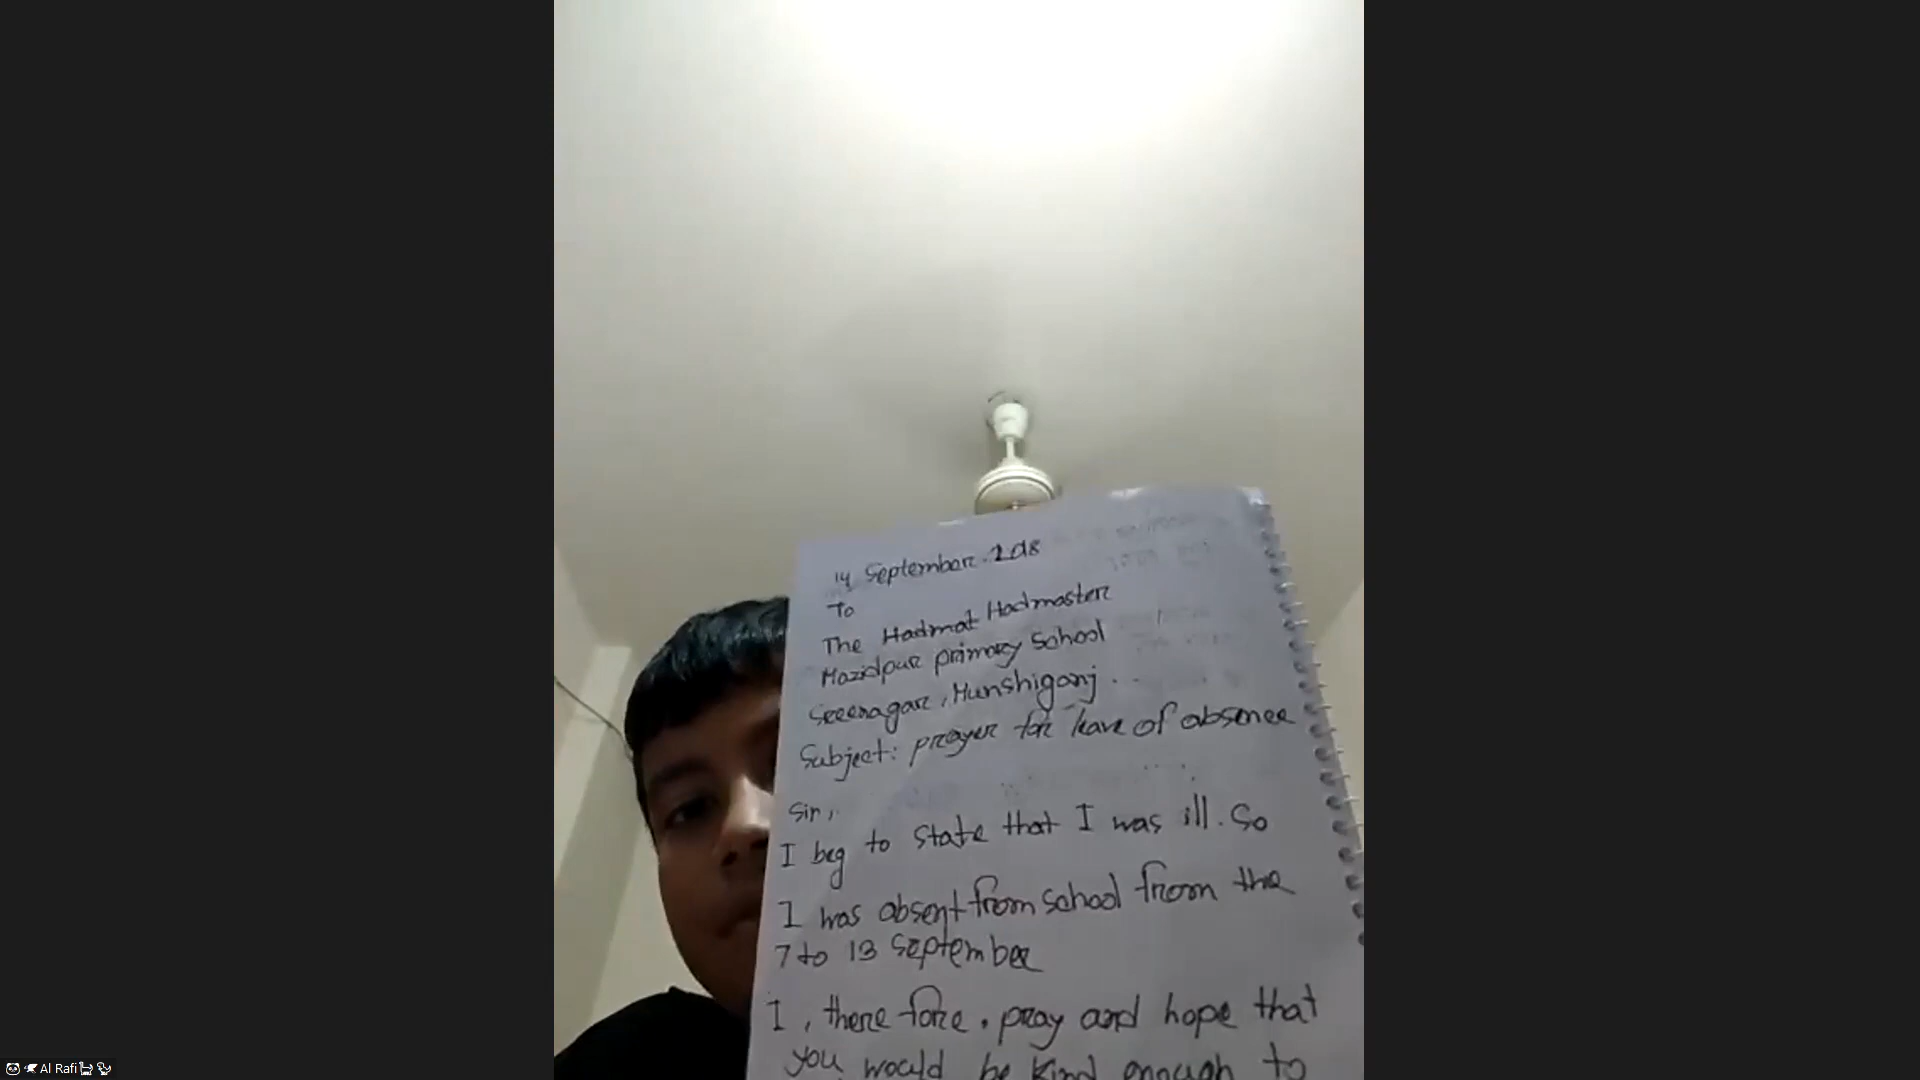 14 September. 2018
To
The Hadmat Hadmaster
Mazidpur primary School
Sreenagar, Munshiganj..
Subject: prayer for leave of absence
Sir,
I beg to state that I was ill. So
I was absent from school from the
7 to 13 September
I, there fore, pray and hope that
you would be kind enough to
Al Rafi